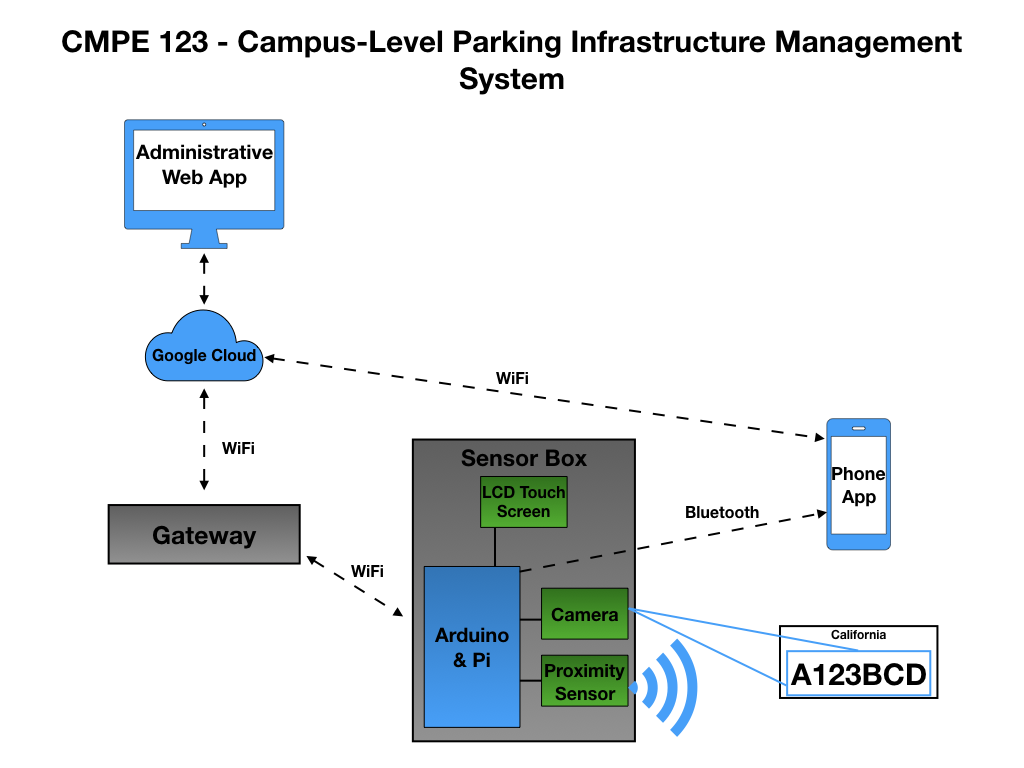 CMPE 123 - Campus-Level Parking Infrastructure Management
System
Administrative
Web App
Google Cloud
WiFi
WiFi
Gateway
WiFi
Sensor Box
LCD Touch
Screen
Arduino
& Pi
Camera
Proximity
Sensor
Bluetooth
Phone
App
California
A123BCD